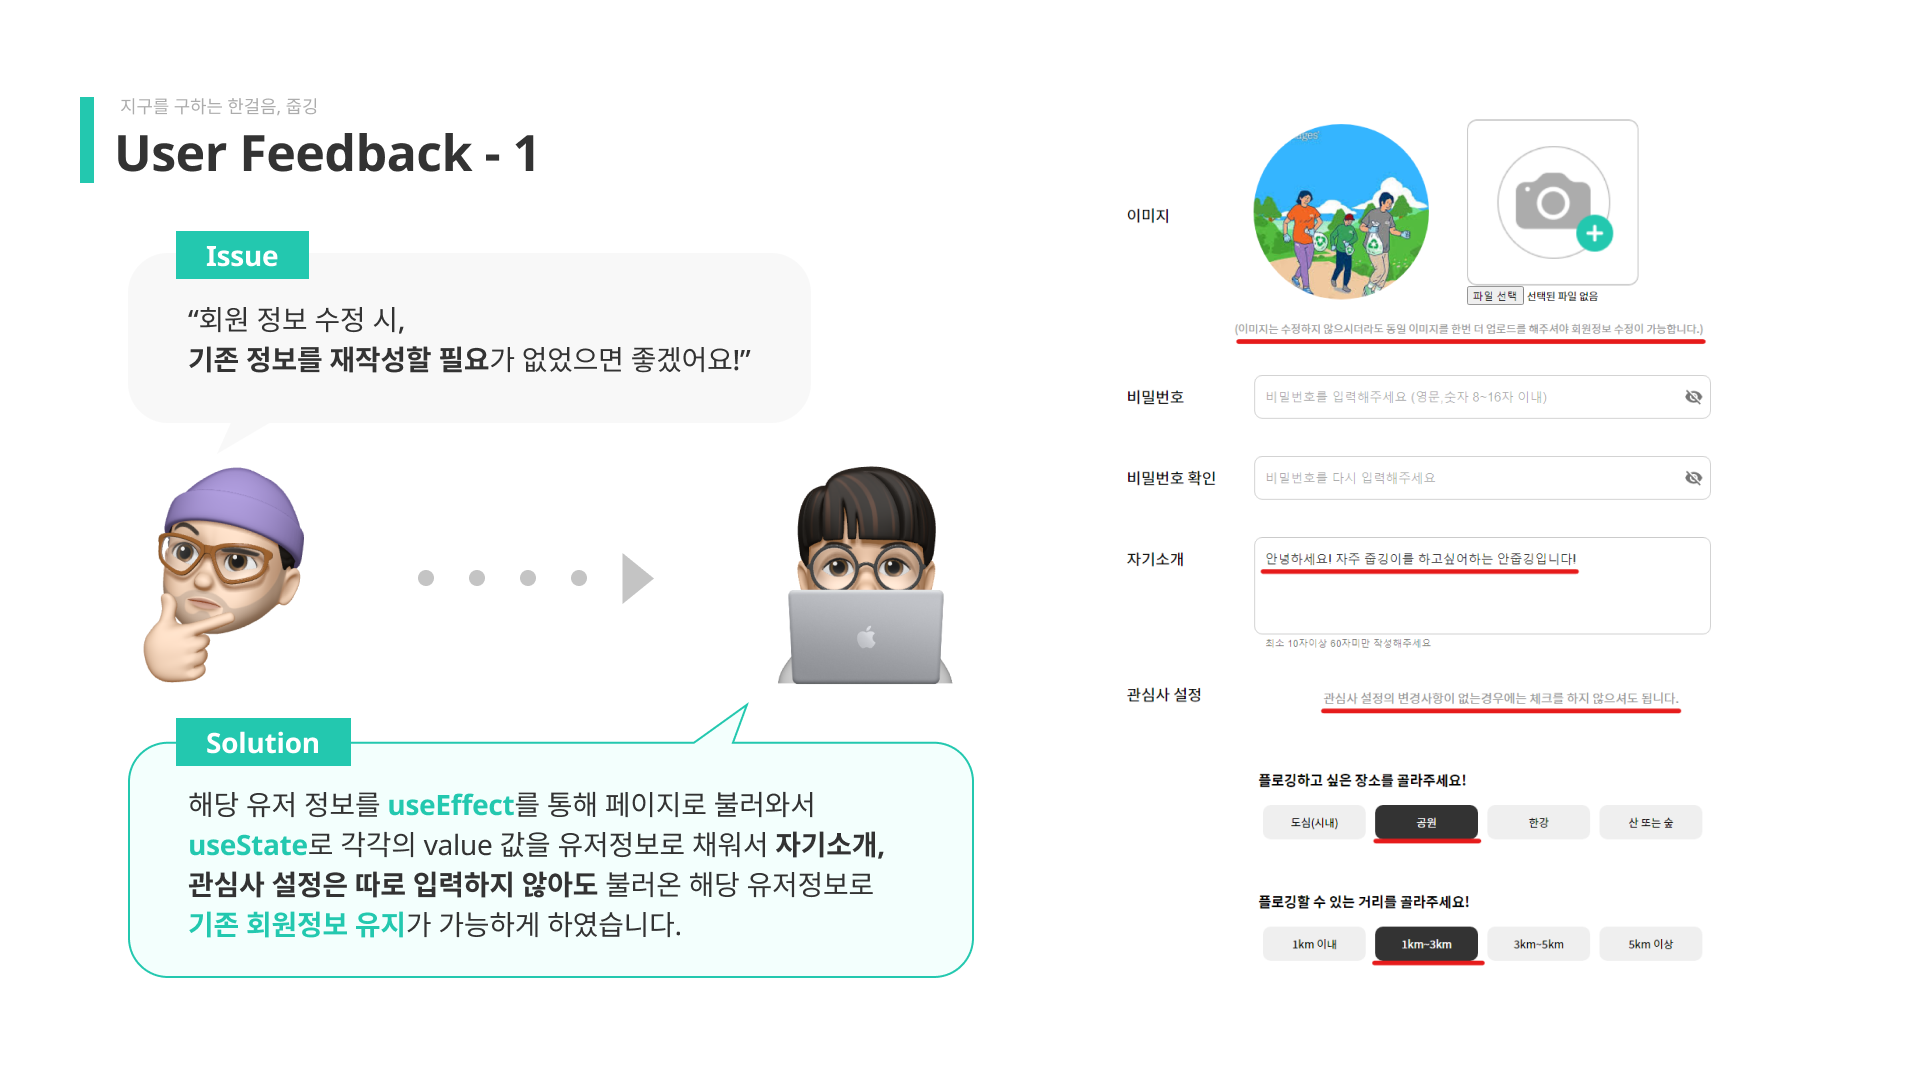 지구를 구하는 한걸음, 줍깅
User Feedback - 1
Issue
“회원 정보 수정 시,
기존 정보를 재작성할 필요가 없었으면 좋겠어요!”
Solution
해당 유저 정보를 useEffect를 통해 페이지로 불러와서
useState로 각각의 value 값을 유저정보로 채워서 자기소개,
관심사 설정은 따로 입력하지 않아도 불러온 해당 유저정보로
기존 회원정보 유지가 가능하게 하였습니다.
이미지
파일 선택 선택된 파일 없음
(이미지는 수정하지 않으시더라도 동일 이미지를 한번 더 업로드를 해주셔야 회원정보 수정이 가능합니다.)
비밀번호
비밀번호를 입력해주세요 (영문,숫자 8~16자 이내)
비밀번호 확인
비밀번호를 다시 입력해주세요
자기소개
안녕하세요! 자주 줍깅이를 하고싶어하는 안줍깅입니다!
최소 10자이상 60자미만 작성해주세요
관심사 설정
관심사 설정의 변경사항이 없는경우에는 체크를 하지 않으셔도 됩니다.
플로깅하고 싶은 장소를 골라주세요!
도심(시내) 공원 한강 산 또는 숲
플로깅할 수 있는 거리를 골라주세요!
1km 이내 1km~3km 3km~5km 5km 이상